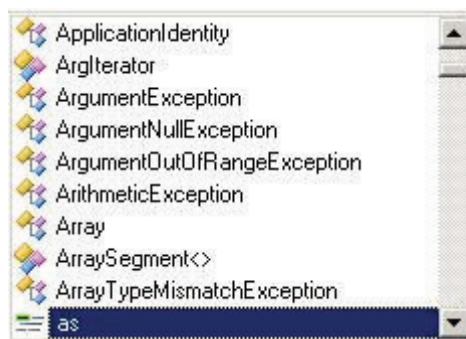 ApplicationIdentity
ArgIterator
ArgumentException
ArgumentNullException
ArgumentOutOfRangeException
ArithmeticException
Array
ArraySegment<>
ArrayTypeMismatchException
as